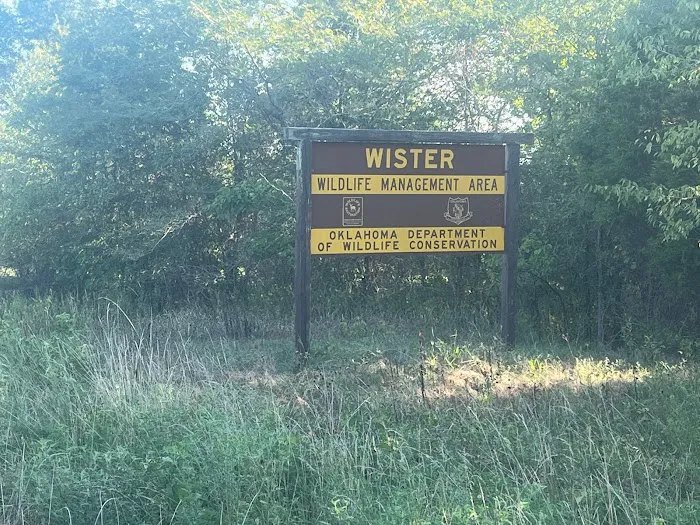 WISTER
WILDLIFE MANAGEMENT AREA
OKLAHOMA DEPARTMENT
OF WILDLIFE CONSERVATION